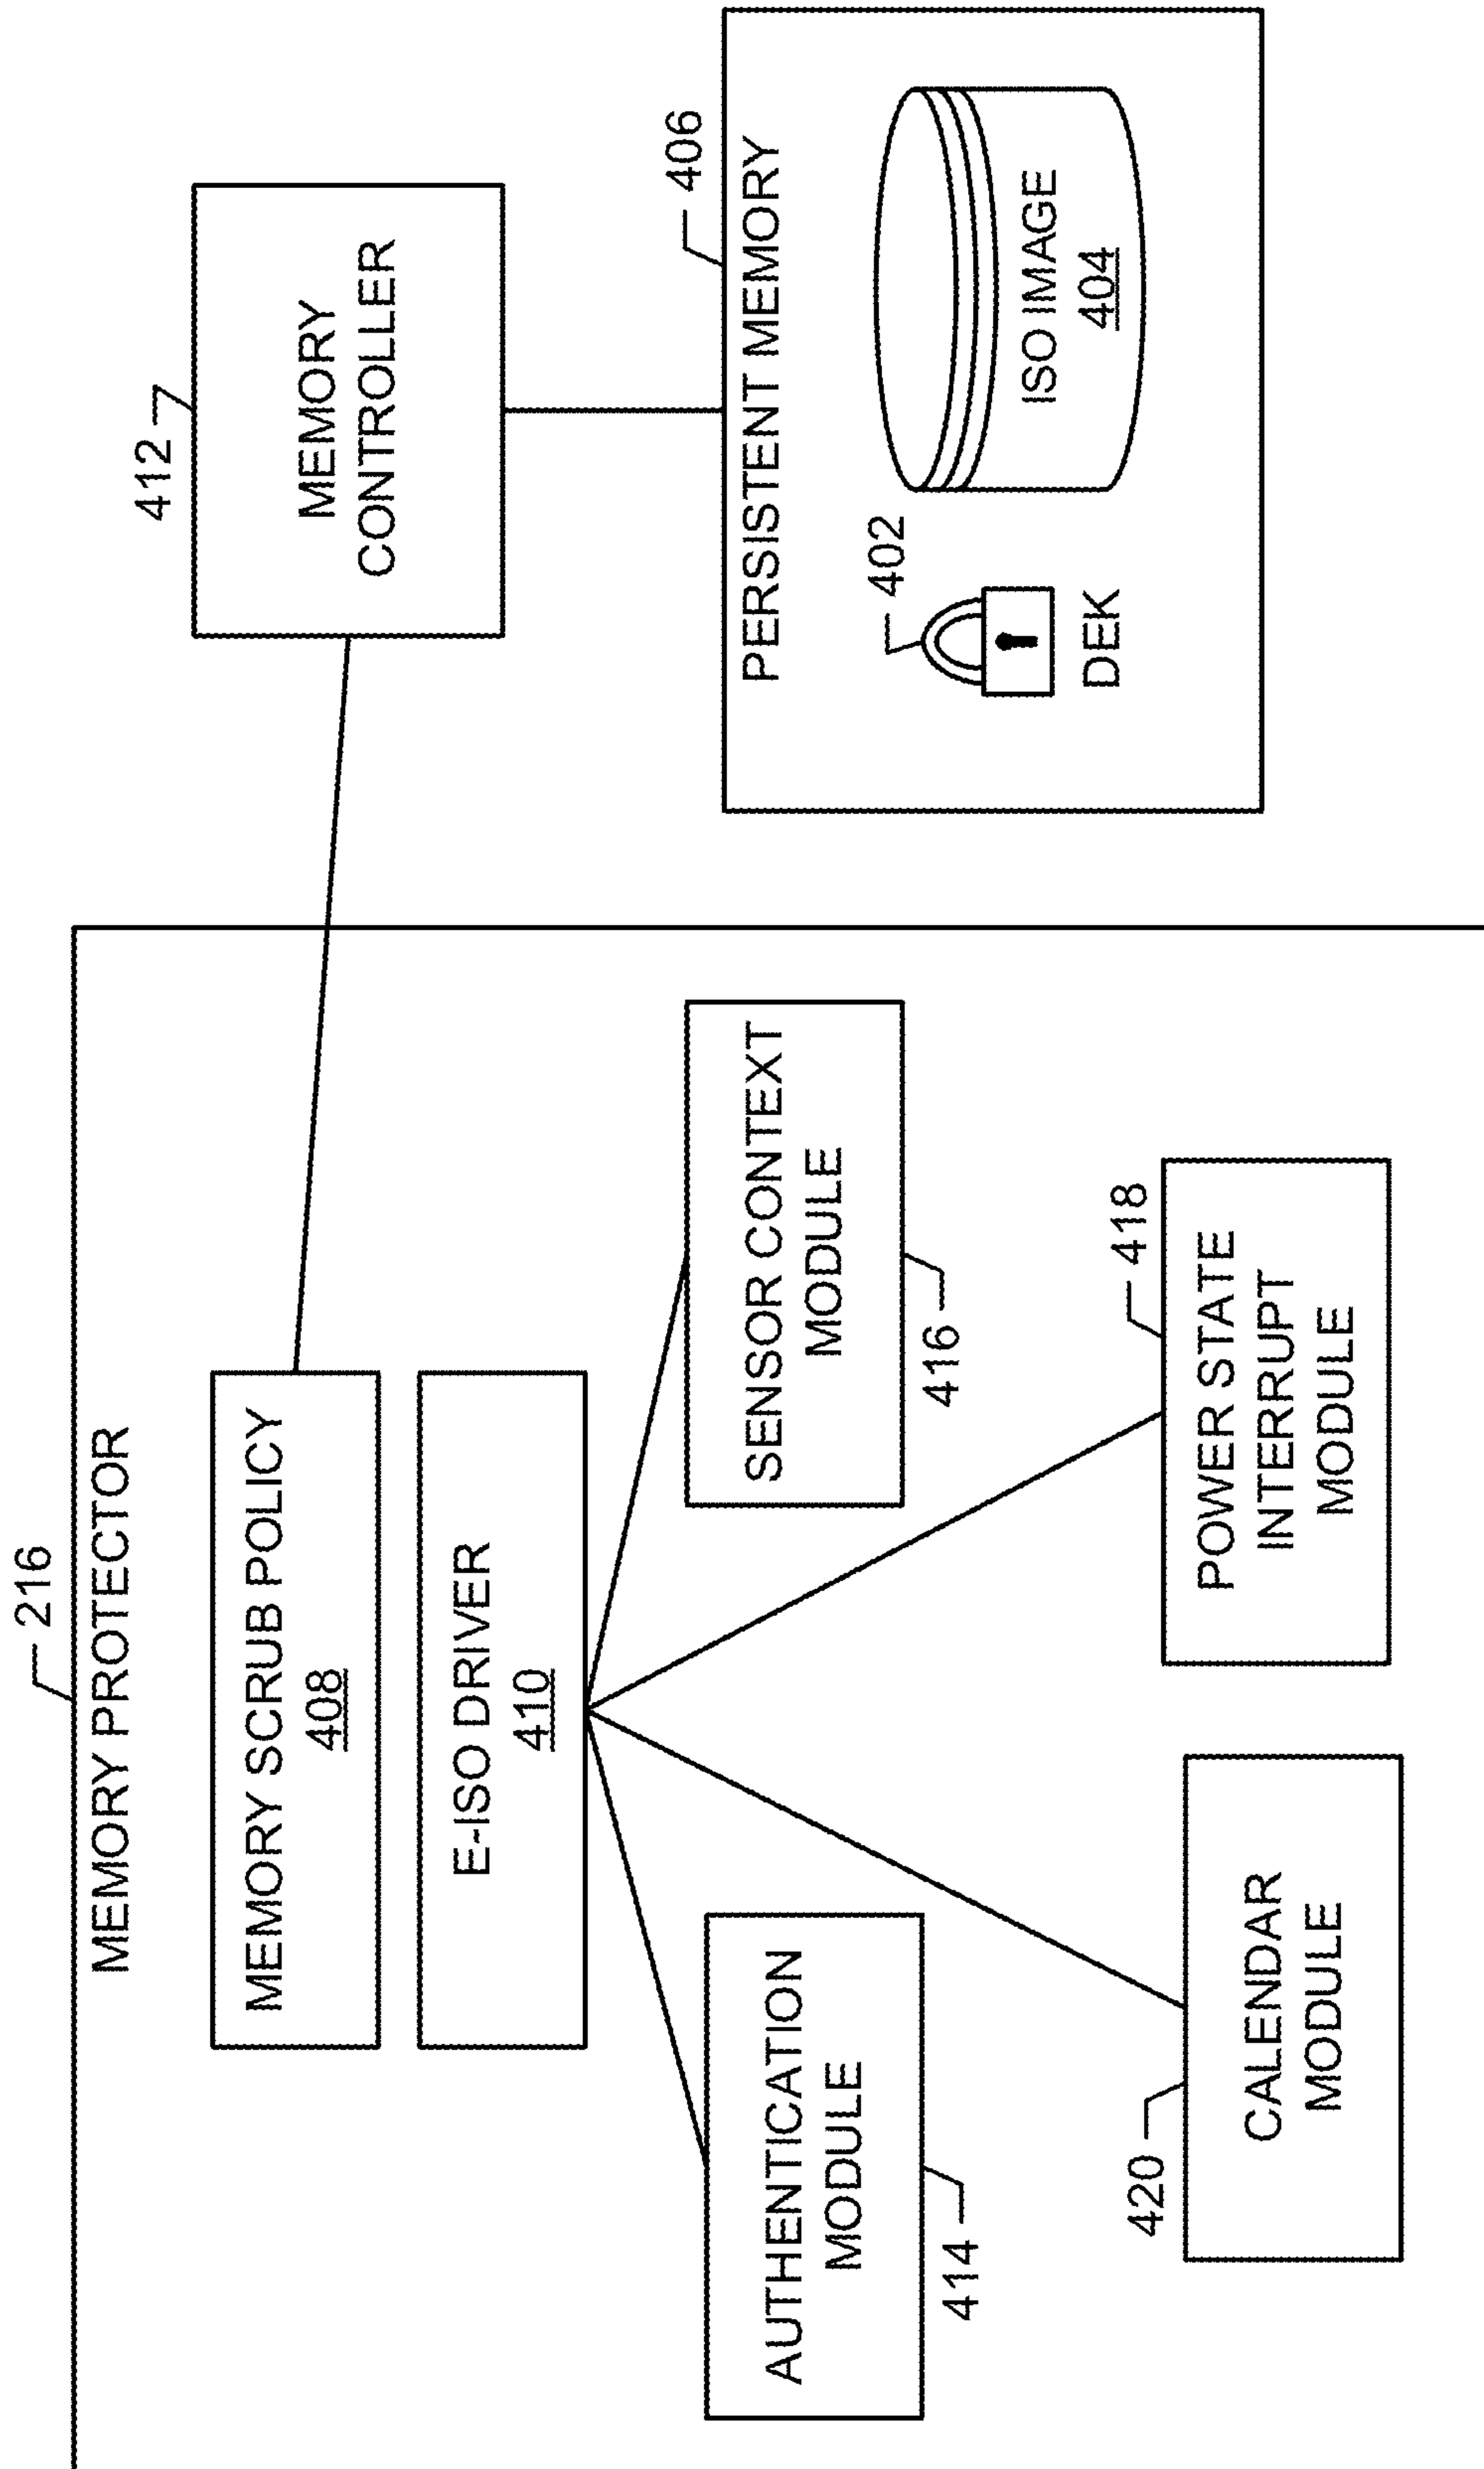 216
MEMORY PROTECTOR
MEMORY SCRUB POLICY
408
E-ISO DRIVER
410
AUTHENTICATION
MODULE
414
SENSOR CONTEXT
MODULE
416
420
CALENDAR
MODULE
418
POWER STATE
INTERRUPT
MODULE
412
MEMORY
CONTROLLER
406
PERSISTENT MEMORY
402
DEK
ISO IMAGE
404